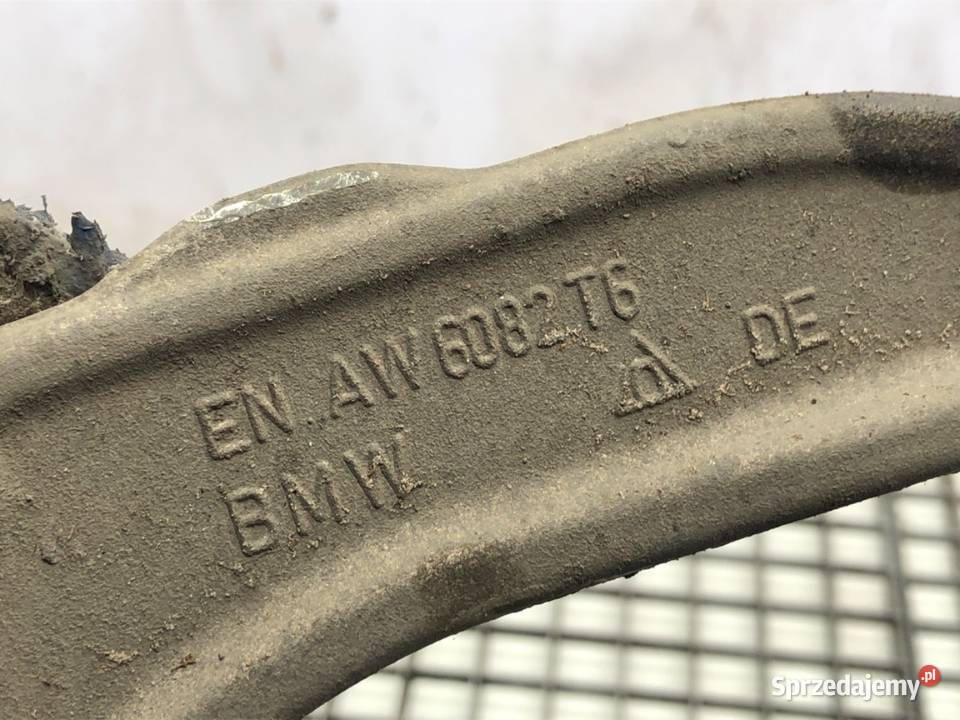 EN AW 6082 T6
BMW DE
Sprzedajemy.pl